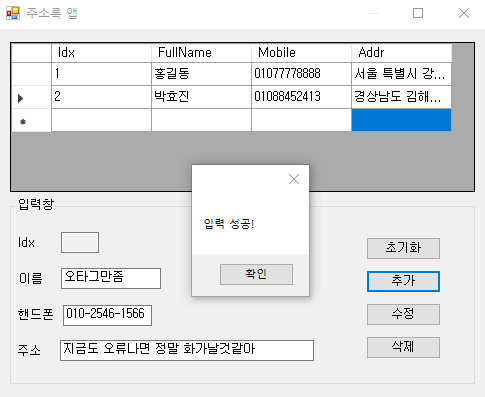 주소록 앱
Idx FullName Mobile Addr
1 홍길동 01077778888 서울 특별시 강...
2 박효진 01088452413 경상남도 김해...
입력창
입력 성공!
확인
Idx
초기화
이름 오타그만좀
추가
핸드폰 010-2546-1566
수정
주소 지금도 오류나면 정말 화가날것같아
삭제